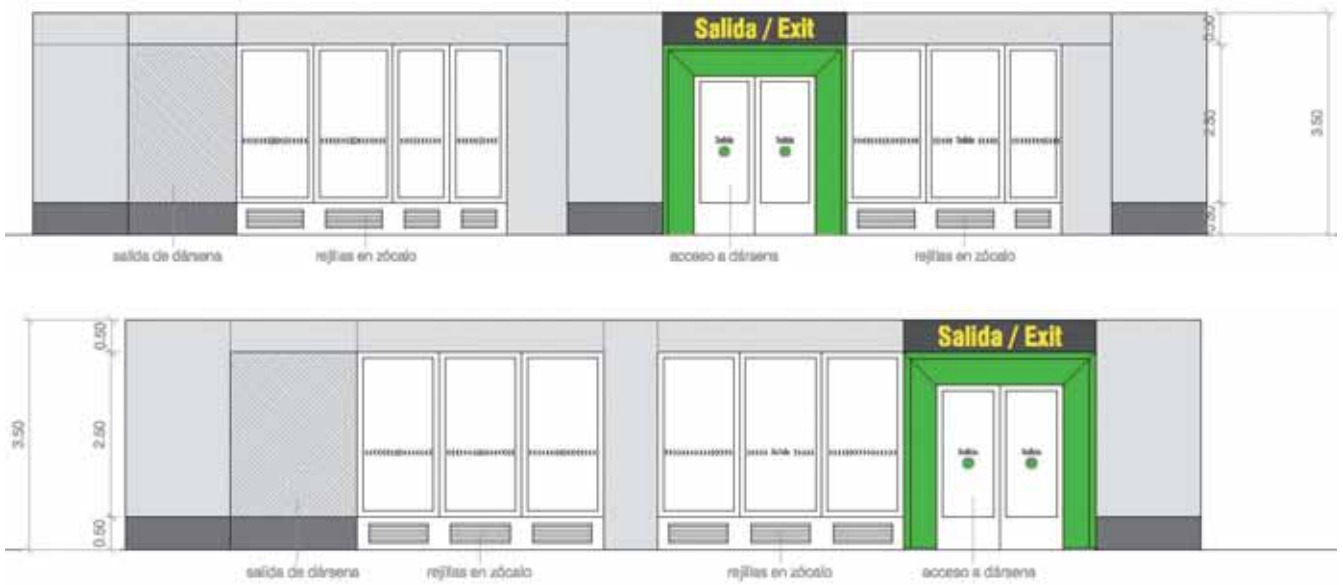 Salida / Exit
0.50
2.50
3.50
0.50
Salida
Salida
Salida
salida de dársena
rejillas en zócalo
acceso a dársena
rejillas en zócalo
Salida / Exit
3.50
0.50
2.50
0.50
Salida
Salida
Salida
salida de dársena
rejillas en zócalo
rejillas en zócalo
acceso a dársena